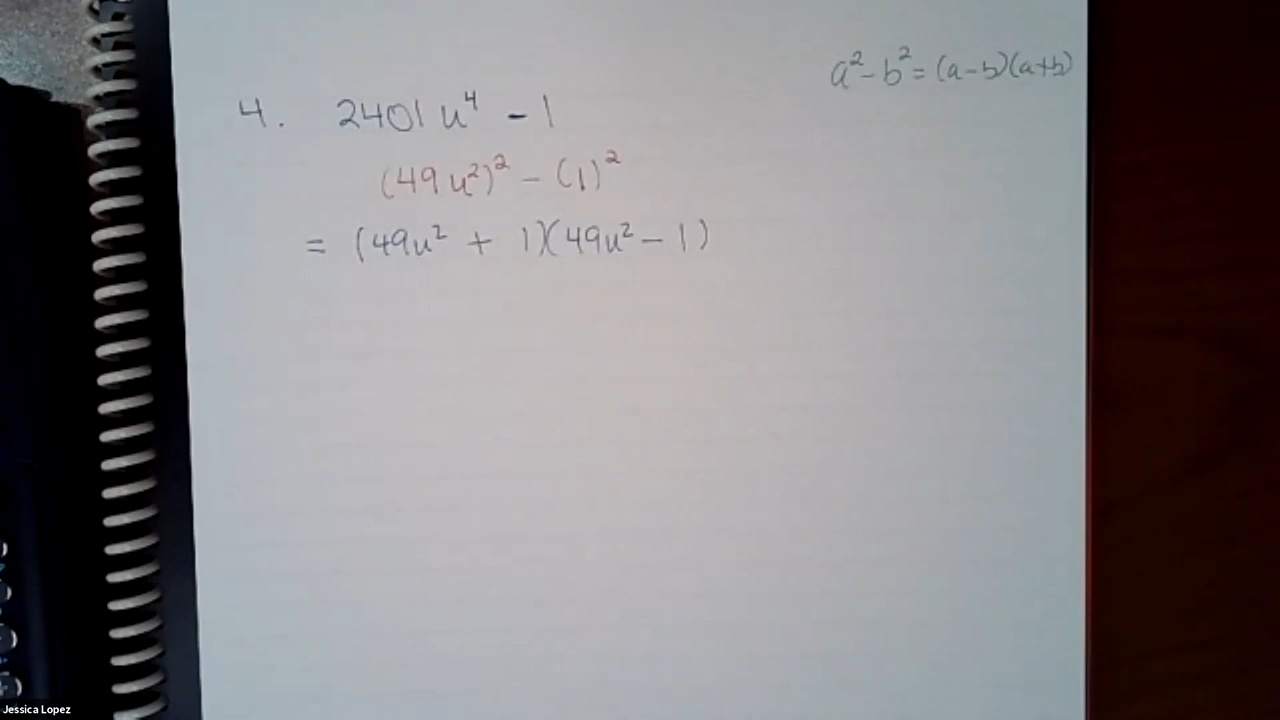 a² - b² = (a-b)(a+b)
4. 2401u⁴ - 1
(49u²)² - (1)²
= (49u² + 1)(49u² - 1)
Jessica Lopez